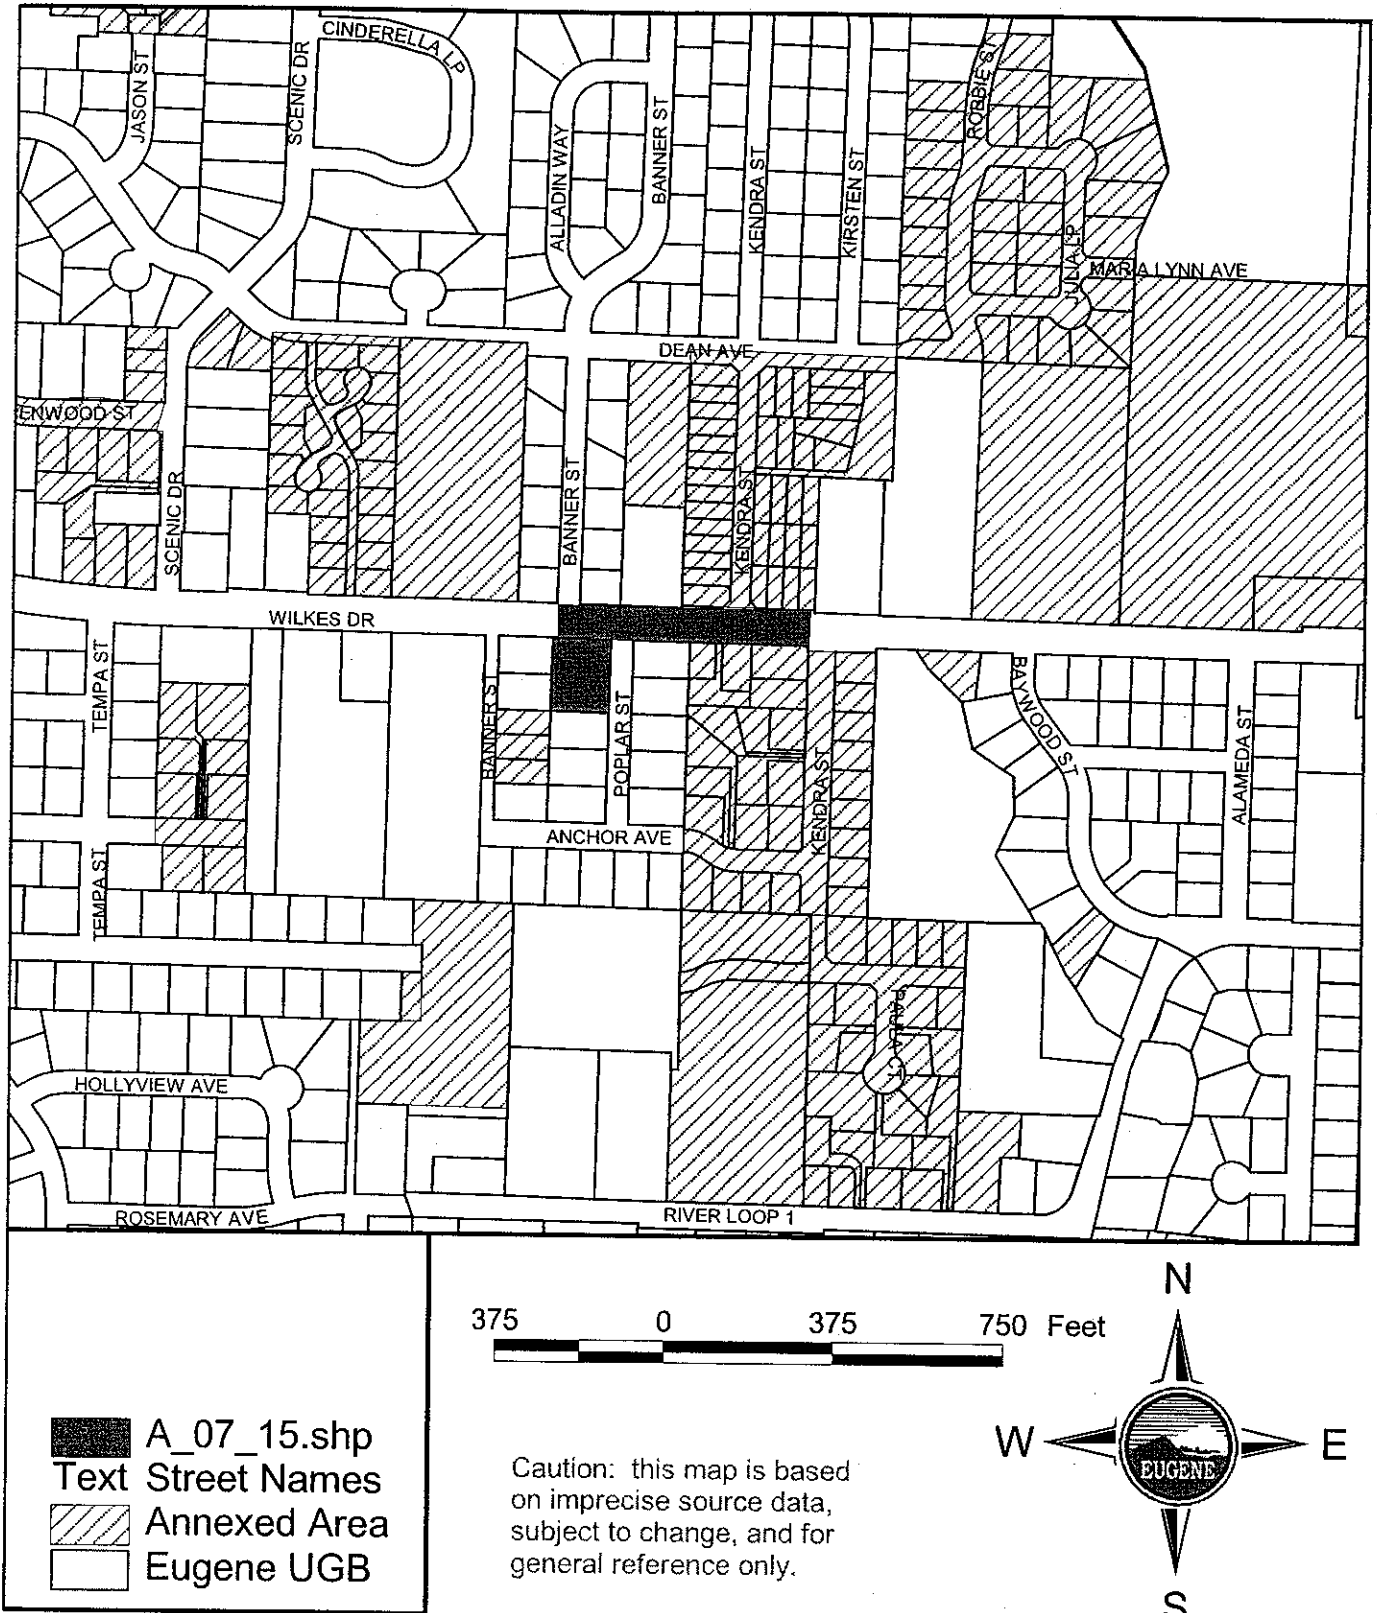 CINDERELLA LP
JASON ST
SCENIC DR
ALLADIN WAY
BANNER ST
KENDRA ST
KIRSTEN ST
ROBBIE ST
JULIA LP
MARIA LYNN AVE
DEAN AVE
ENWOOD ST
SCENIC DR
BANNER ST
KENDRA ST
WILKES DR
TEMPA ST
BANNER ST
POPLAR ST
KENDRA ST
BAYWOOD ST
ALAMEDA ST
ANCHOR AVE
TEMPA ST
PAULA CT
HOLLYVIEW AVE
ROSEMARY AVE
RIVER LOOP 1
375 0 375 750 Feet
N
W
E
S
EUGENE
A_07_15.shp
Text Street Names
Annexed Area
Eugene UGB
Caution: this map is based
on imprecise source data,
subject to change, and for
general reference only.